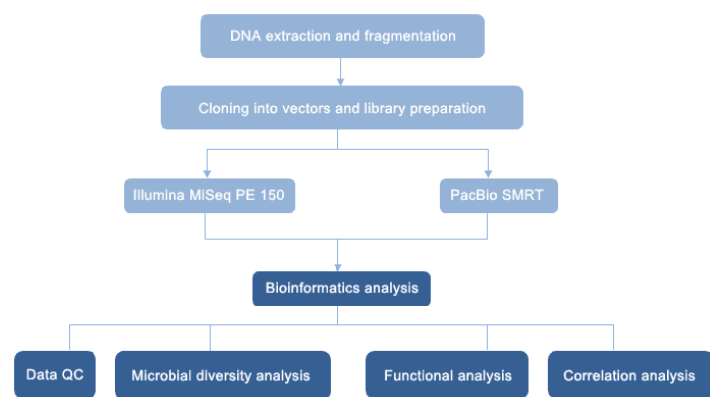 DNA extraction and fragmentation
Cloning into vectors and library preparation
Illumina MiSeq PE 150
PacBio SMRT
Bioinformatics analysis
Data QC
Microbial diversity analysis
Functional analysis
Correlation analysis